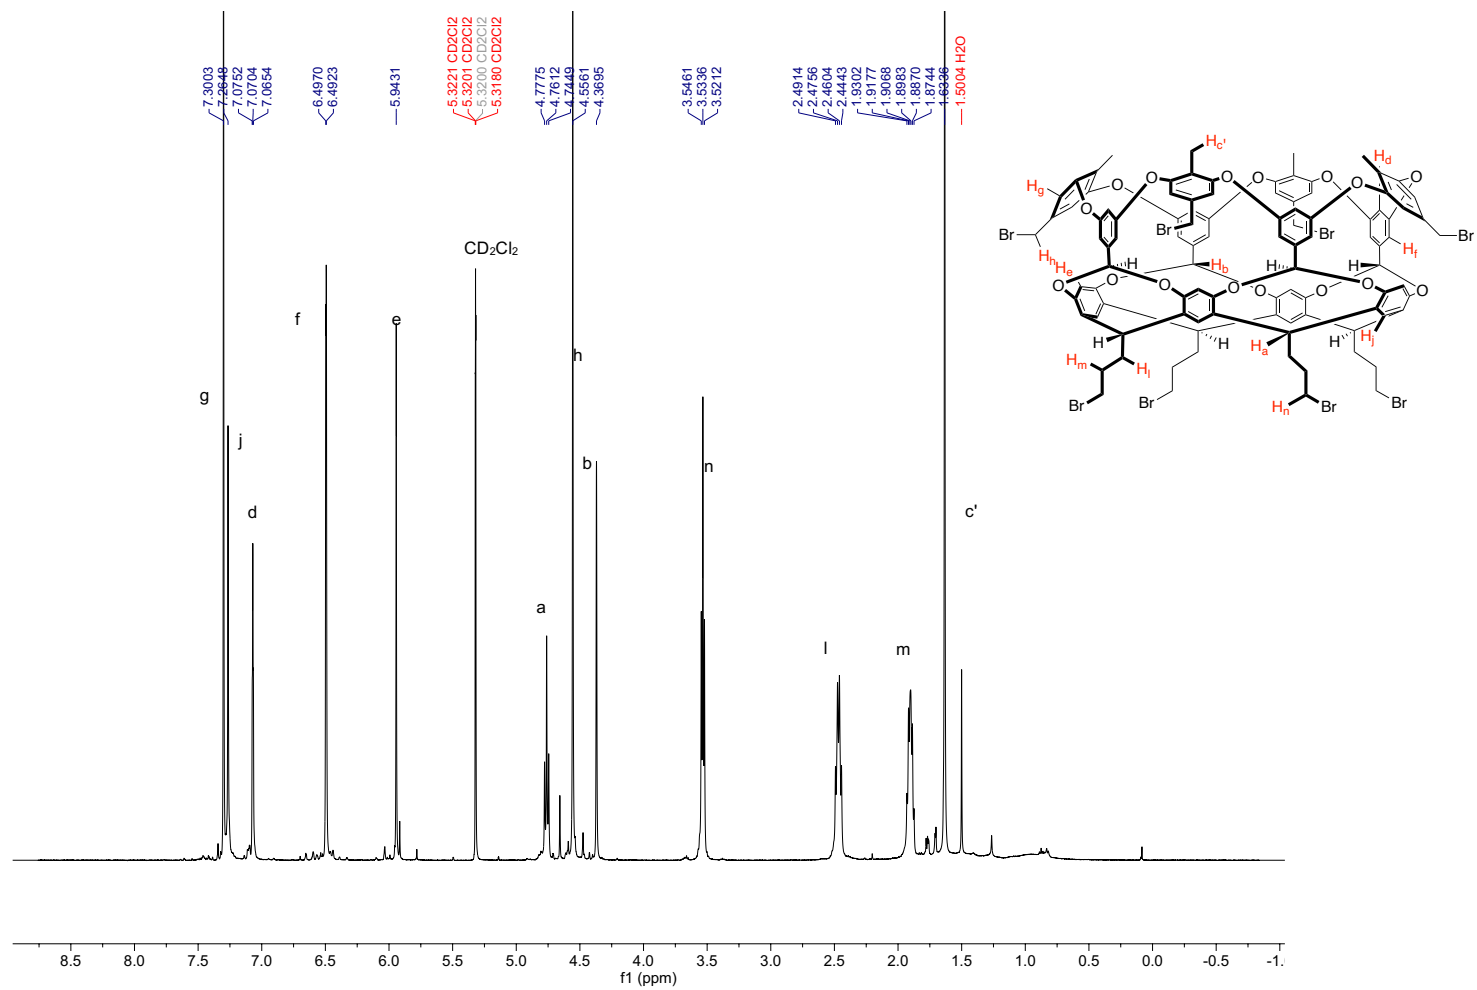 7.3003
7.2648
7.0752
7.0704
7.0654
6.4970
6.4923
5.9431
5.3221 CD2Cl2
5.3201 CD2Cl2
5.3200 CD2Cl2
5.3180 CD2Cl2
4.7775
4.7612
4.7449
4.5561
4.3695
3.5461
3.5336
3.5212
2.4914
2.4756
2.4604
2.4443
1.9302
1.9177
1.9068
1.8983
1.8870
1.8744
1.6336
1.5004 H2O
Hc'
Hd
Hg
O O O O O O O O
O O
Br Br Br Br
Hh He H Hb H H Hf
O O O O O O O O
H H Ha H Hj
Hm Hl
Br Br Hn Br Br
CD₂Cl₂
f e
h
g
j
b n
d
c'
a
l m
8.5 8.0 7.5 7.0 6.5 6.0 5.5 5.0 4.5 4.0 3.5 3.0 2.5 2.0 1.5 1.0 0.5 0.0 -0.5 -1.
f1 (ppm)